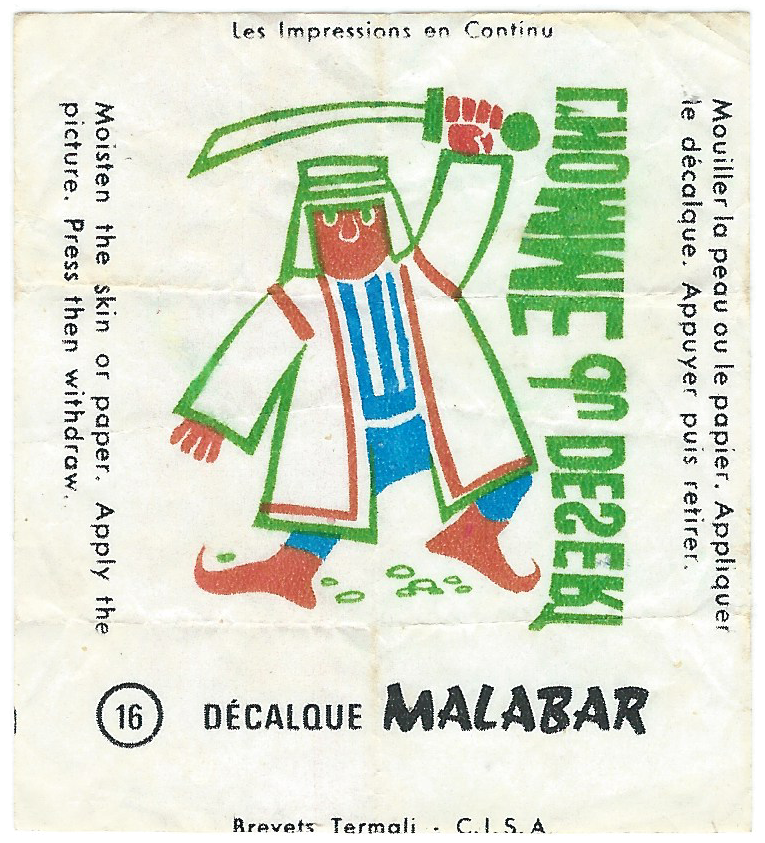 Les Impressions en Continu
L'HOMME du DESERT
Mouiller la peau ou le papier. Appliquer
le décalque. Appuyer puis retirer.
Moisten the skin or paper. Apply the
picture. Press then withdraw.
16 DÉCALQUE MALABAR
Brevets Termali - C.I.S.A.